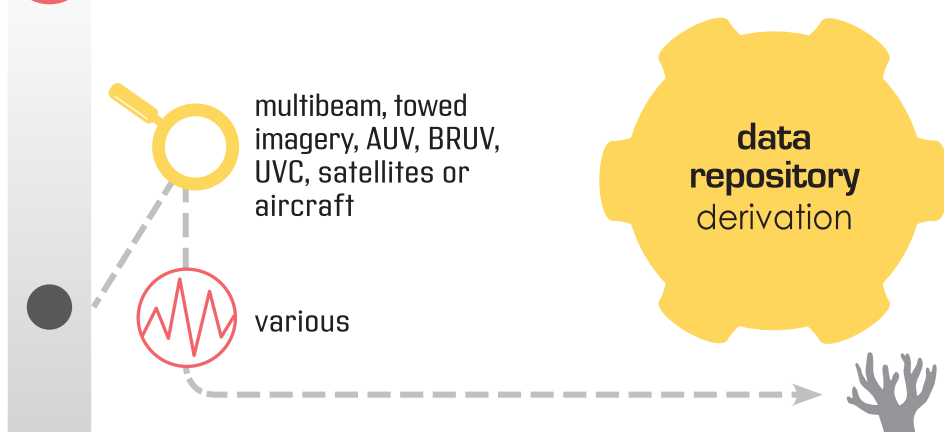 multibeam, towed
imagery, AUV, BRUV,
UVC, satellites or
aircraft
data
repository
derivation
various